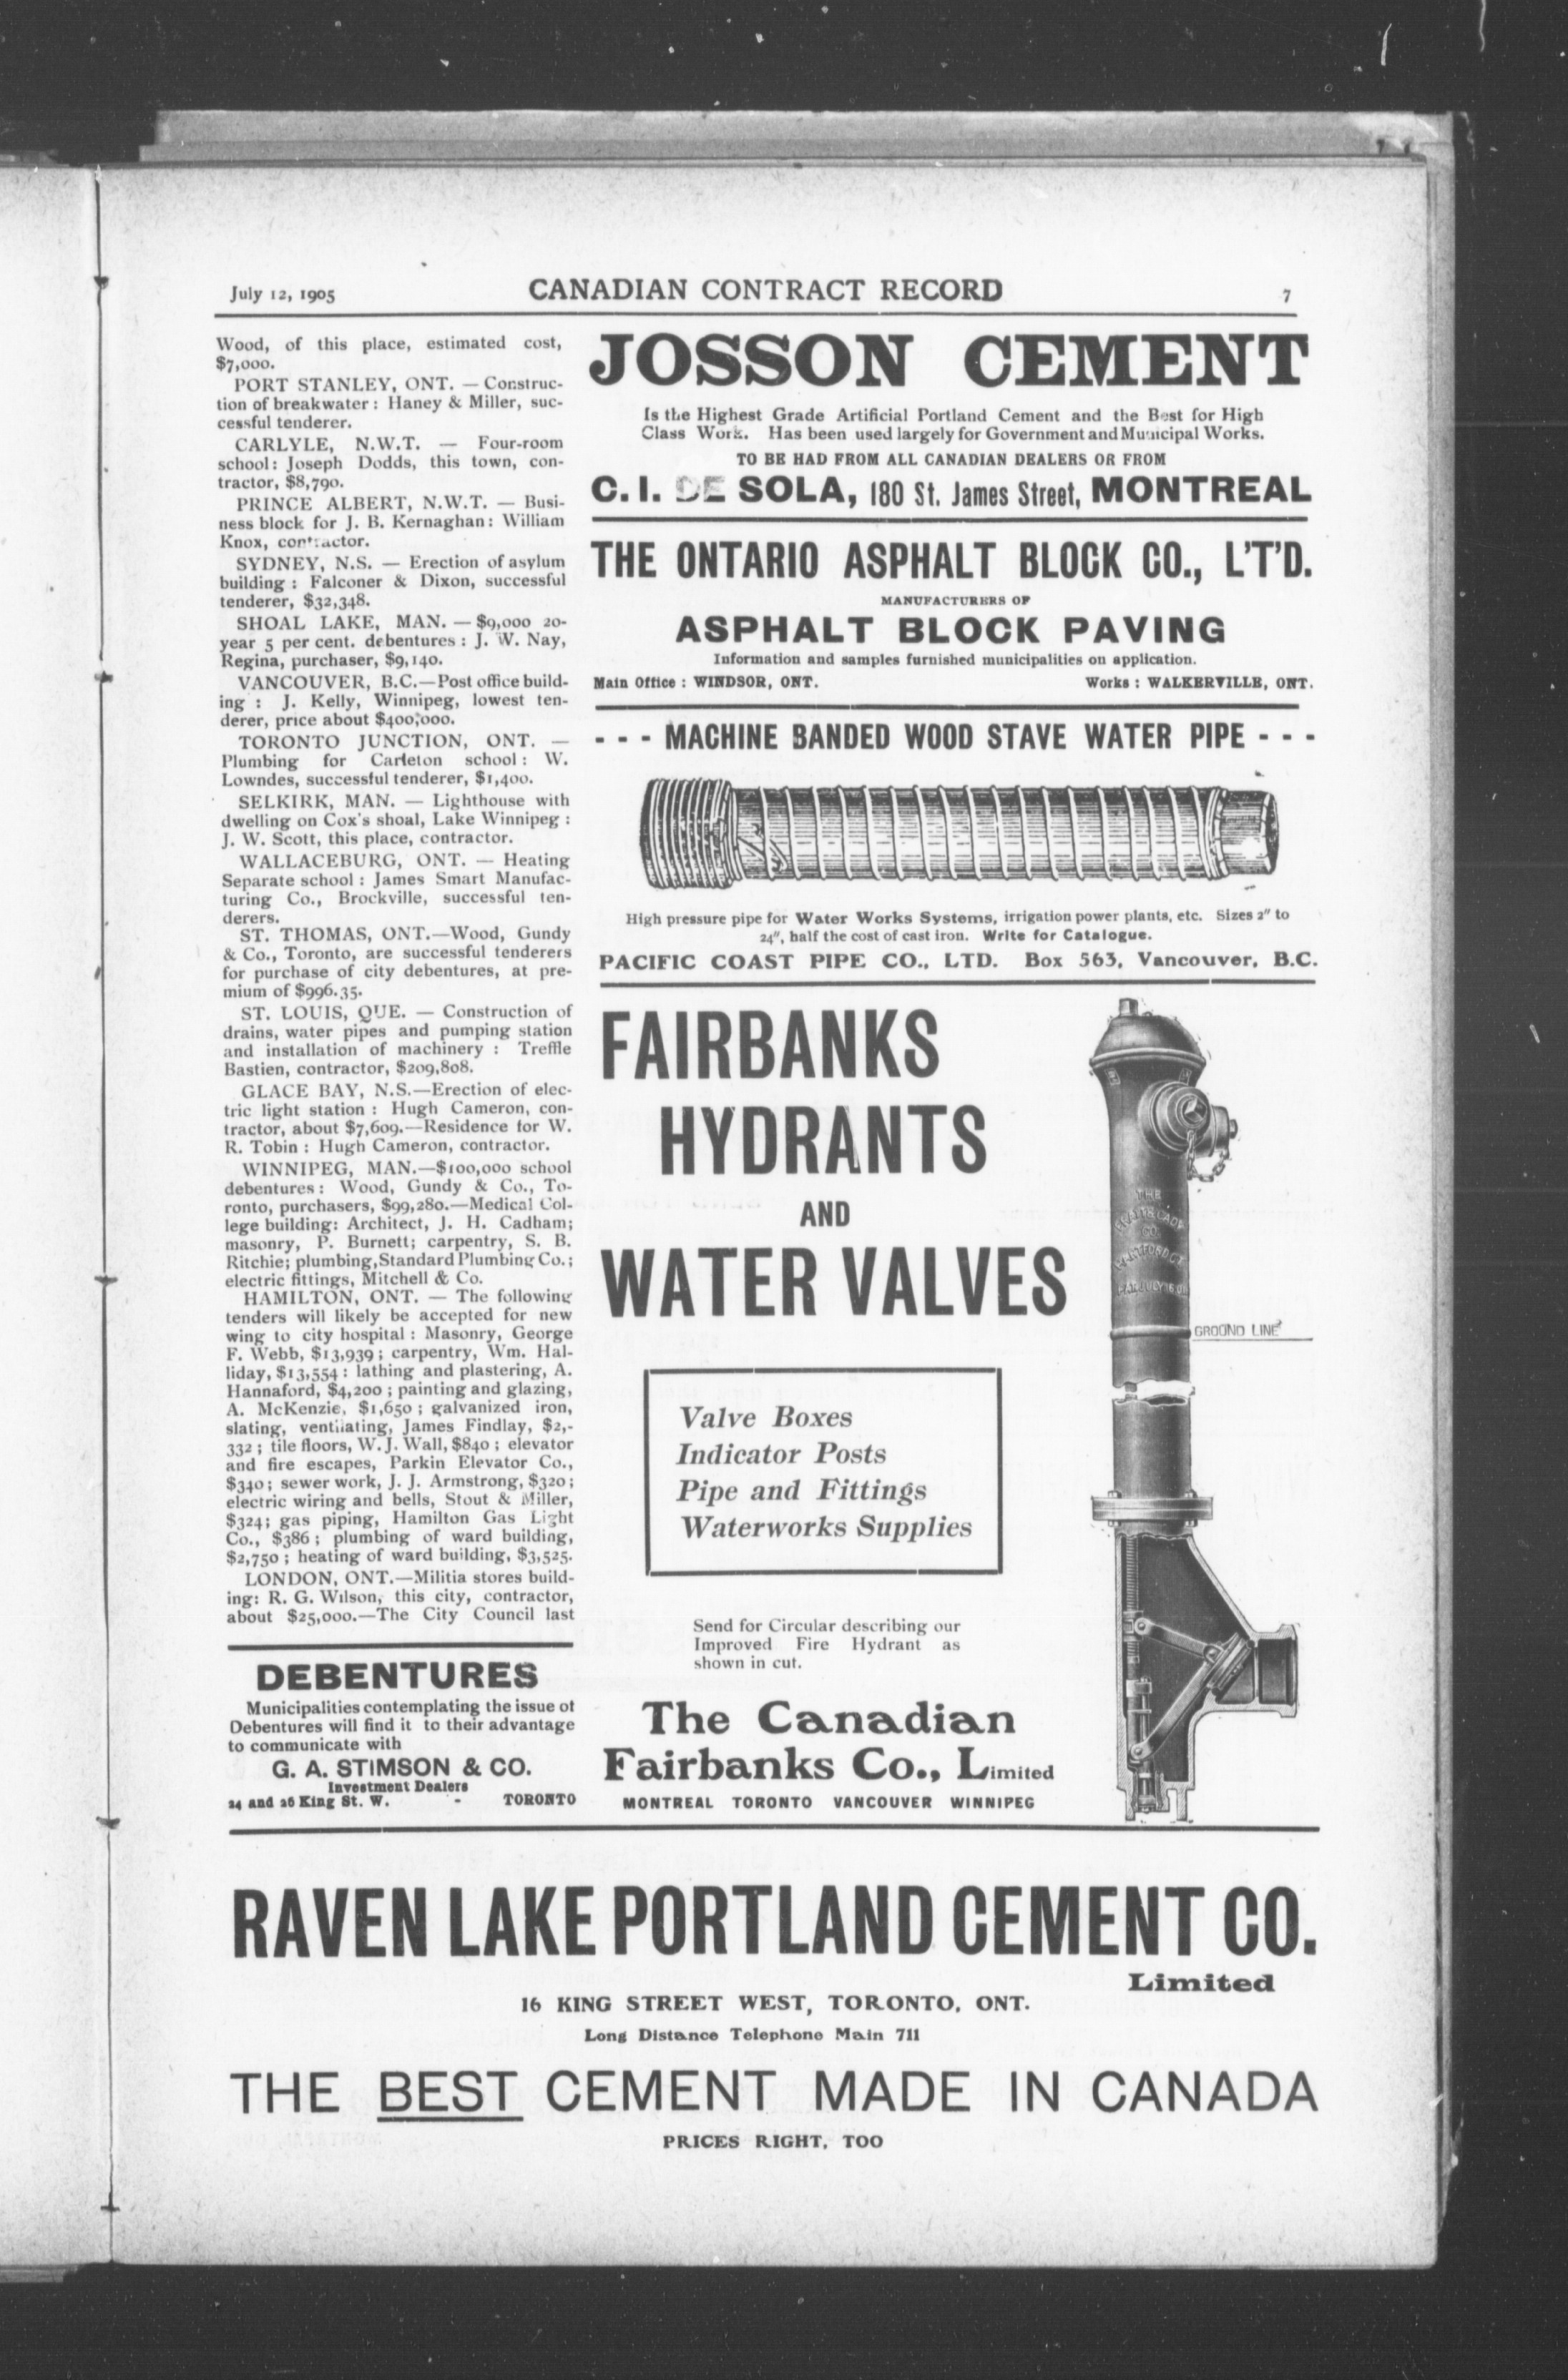 July 12, 1905
CANADIAN CONTRACT RECORD
7
Wood, of this place, estimated cost,
$7,000.
PORT STANLEY, ONT. — Construc-
tion of breakwater : Haney & Miller, suc-
cessful tenderer.
CARLYLE, N.W.T. — Four-room
school: Joseph Dodds, this town, con-
tractor, $8,790.
PRINCE ALBERT, N.W.T. — Busi-
ness block for J. B. Kernaghan: William
Knox, contractor.
SYDNEY, N.S. — Erection of asylum
building : Falconer & Dixon, successful
tenderer, $32,348.
SHOAL LAKE, MAN. — $9,000 20-
year 5 per cent. debentures : J. W. Nay,
Regina, purchaser, $9,140.
VANCOUVER, B.C.—Post office build-
ing : J. Kelly, Winnipeg, lowest ten-
derer, price about $400,000.
TORONTO JUNCTION, ONT. —
Plumbing for Carleton school : W.
Lowndes, successful tenderer, $1,400.
SELKIRK, MAN. — Lighthouse with
dwelling on Cox's shoal, Lake Winnipeg :
J. W. Scott, this place, contractor.
WALLACEBURG, ONT. — Heating
Separate school : James Smart Manufac-
turing Co., Brockville, successful ten-
derers.
ST. THOMAS, ONT.—Wood, Gundy
& Co., Toronto, are successful tenderers
for purchase of city debentures, at pre-
mium of $996.35.
ST. LOUIS, QUE. — Construction of
drains, water pipes and pumping station
and installation of machinery : Treffle
Bastien, contractor, $209,808.
GLACE BAY, N.S.—Erection of elec-
tric light station : Hugh Cameron, con-
tractor, about $7,609.—Residence for W.
R. Tobin : Hugh Cameron, contractor.
WINNIPEG, MAN.—$100,000 school
debentures : Wood, Gundy & Co., To-
ronto, purchasers, $99,280.—Medical Col-
lege building: Architect, J. H. Cadham;
masonry, P. Burnett; carpentry, S. B.
Ritchie; plumbing, Standard Plumbing Co.;
electric fittings, Mitchell & Co.
HAMILTON, ONT. — The following
tenders will likely be accepted for new
wing to city hospital : Masonry, George
F. Webb, $13,939 ; carpentry, Wm. Hal-
liday, $13,554 : lathing and plastering, A.
Hannaford, $4,200 ; painting and glazing,
A. McKenzie, $1,650 ; galvanized iron,
slating, ventilating, James Findlay, $2,-
332 ; tile floors, W. J. Wall, $840 ; elevator
and fire escapes, Parkin Elevator Co.,
$340 ; sewer work, J. J. Armstrong, $320 ;
electric wiring and bells, Stout & Miller,
$324; gas piping, Hamilton Gas Light
Co., $386 ; plumbing of ward building,
$2,750 ; heating of ward building, $3,525.
LONDON, ONT.—Militia stores build-
ing: R. G. Wilson, this city, contractor,
about $25,000.—The City Council last
DEBENTURES
Municipalities contemplating the issue of
Debentures will find it to their advantage
to communicate with
G. A. STIMSON & CO.
Investment Dealers
24 and 26 King St. W. - TORONTO
JOSSON CEMENT
Is the Highest Grade Artificial Portland Cement and the Best for High
Class Work. Has been used largely for Government and Municipal Works.
TO BE HAD FROM ALL CANADIAN DEALERS OR FROM
C. I. DE SOLA, 180 St. James Street, MONTREAL
THE ONTARIO ASPHALT BLOCK CO., L'T'D.
MANUFACTURERS OF
ASPHALT BLOCK PAVING
Information and samples furnished municipalities on application.
Main Office : WINDSOR, ONT. Works : WALKERVILLE, ONT.
- - - MACHINE BANDED WOOD STAVE WATER PIPE - - -
High pressure pipe for Water Works Systems, irrigation power plants, etc. Sizes 2" to
24", half the cost of cast iron. Write for Catalogue.
PACIFIC COAST PIPE CO., LTD. Box 563, Vancouver, B.C.
FAIRBANKS
HYDRANTS
AND
WATER VALVES
THE
CO.
GROUND LINE
Valve Boxes
Indicator Posts
Pipe and Fittings
Waterworks Supplies
Send for Circular describing our
Improved Fire Hydrant as
shown in cut.
The Canadian
Fairbanks Co., Limited
MONTREAL TORONTO VANCOUVER WINNIPEG
RAVEN LAKE PORTLAND CEMENT CO.
Limited
16 KING STREET WEST, TORONTO, ONT.
Long Distance Telephone Main 711
THE BEST CEMENT MADE IN CANADA
PRICES RIGHT, TOO